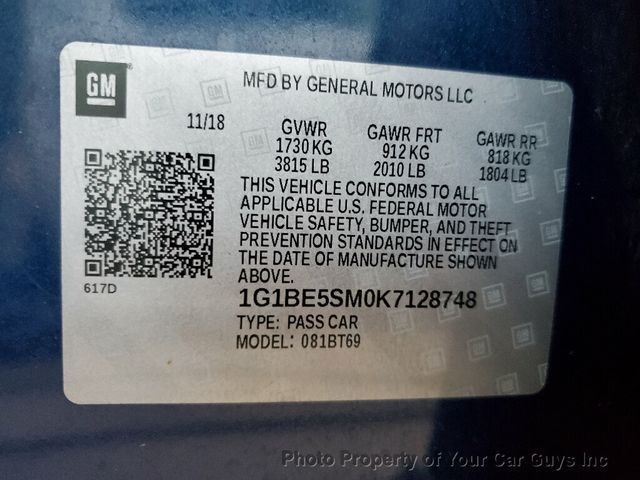 GM
MFD BY GENERAL MOTORS LLC
11/18 GVWR GAWR FRT GAWR RR
1730 KG 912 KG 818 KG
3815 LB 2010 LB 1804 LB
THIS VEHICLE CONFORMS TO ALL
APPLICABLE U.S. FEDERAL MOTOR
VEHICLE SAFETY, BUMPER, AND THEFT
PREVENTION STANDARDS IN EFFECT ON
THE DATE OF MANUFACTURE SHOWN
ABOVE.
617D
1G1BE5SM0K7128748
TYPE: PASS CAR
MODEL: 081BT69
Photo Property of Your Car Guys Inc